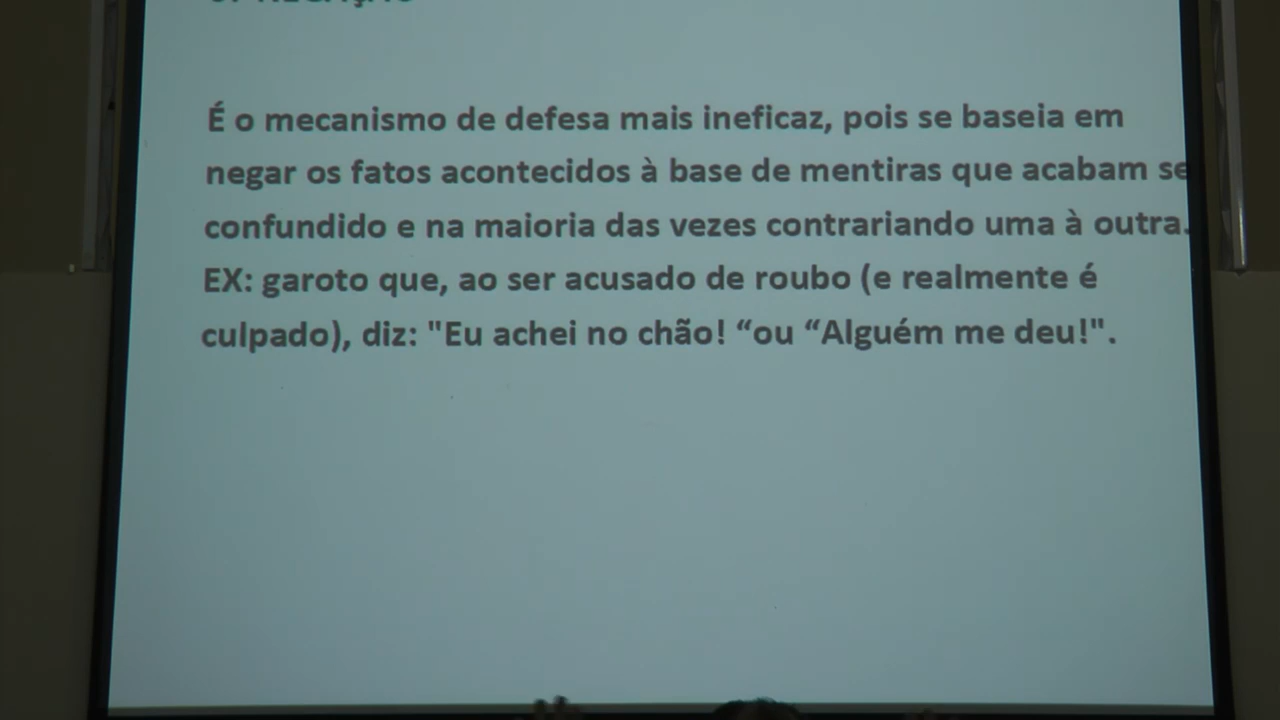 É o mecanismo de defesa mais ineficaz, pois se baseia em
negar os fatos acontecidos à base de mentiras que acabam se
confundido e na maioria das vezes contrariando uma à outra.
EX: garoto que, ao ser acusado de roubo (e realmente é
culpado), diz: "Eu achei no chão! “ou “Alguém me deu!".